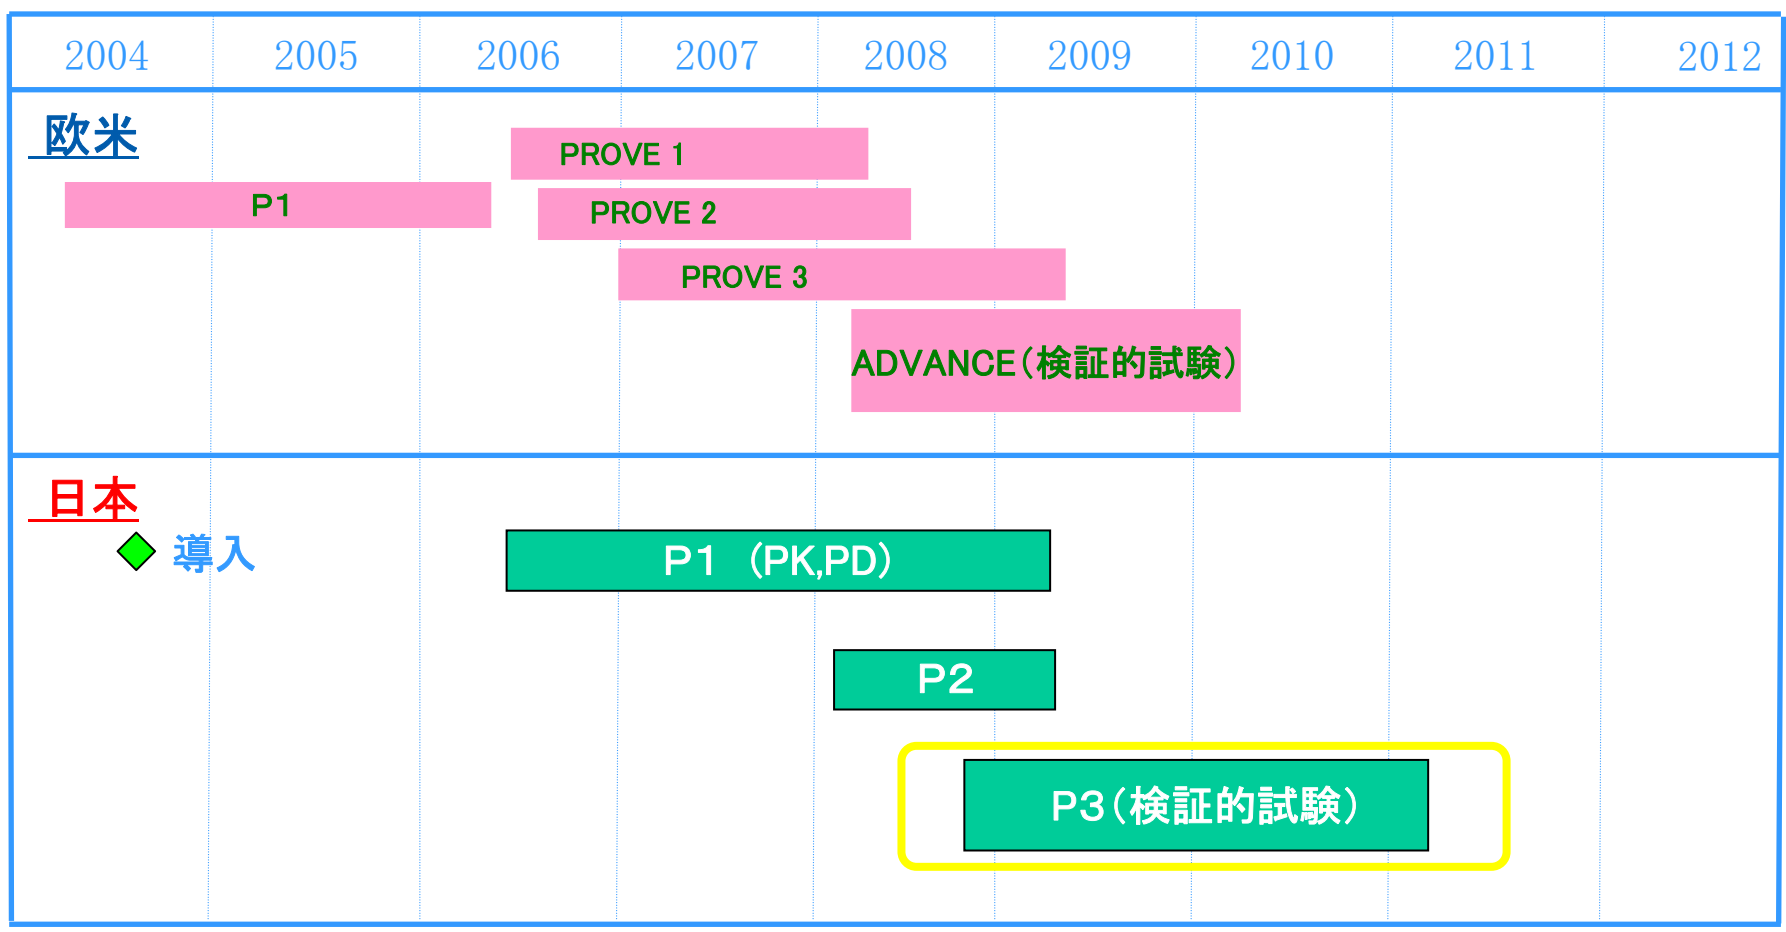 2004 2005 2006 2007 2008 2009 2010 2011 2012
欧米
PROVE 1
P1
PROVE 2
PROVE 3
ADVANCE(検証的試験)
日本
導入
P1 (PK,PD)
P2
P3(検証的試験)